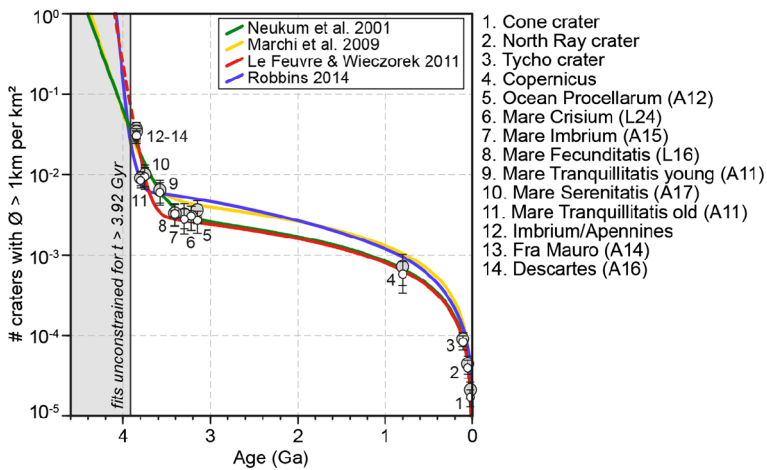 10⁰
10⁻¹
10⁻²
10⁻³
10⁻⁴
10⁻⁵
# craters with Ø > 1km per km²
fits unconstrained for t > 3.92 Gyr
Neukum et al. 2001
Marchi et al. 2009
Le Feuvre & Wieczorek 2011
Robbins 2014
12-14
10
9
11
8
7
6
5
4
3
2
1
4
3
2
1
0
Age (Ga)
1. Cone crater
2. North Ray crater
3. Tycho crater
4. Copernicus
5. Ocean Procellarum (A12)
6. Mare Crisium (L24)
7. Mare Imbrium (A15)
8. Mare Fecunditatis (L16)
9. Mare Tranquillitatis young (A11)
10. Mare Serenitatis (A17)
11. Mare Tranquillitatis old (A11)
12. Imbrium/Apennines
13. Fra Mauro (A14)
14. Descartes (A16)